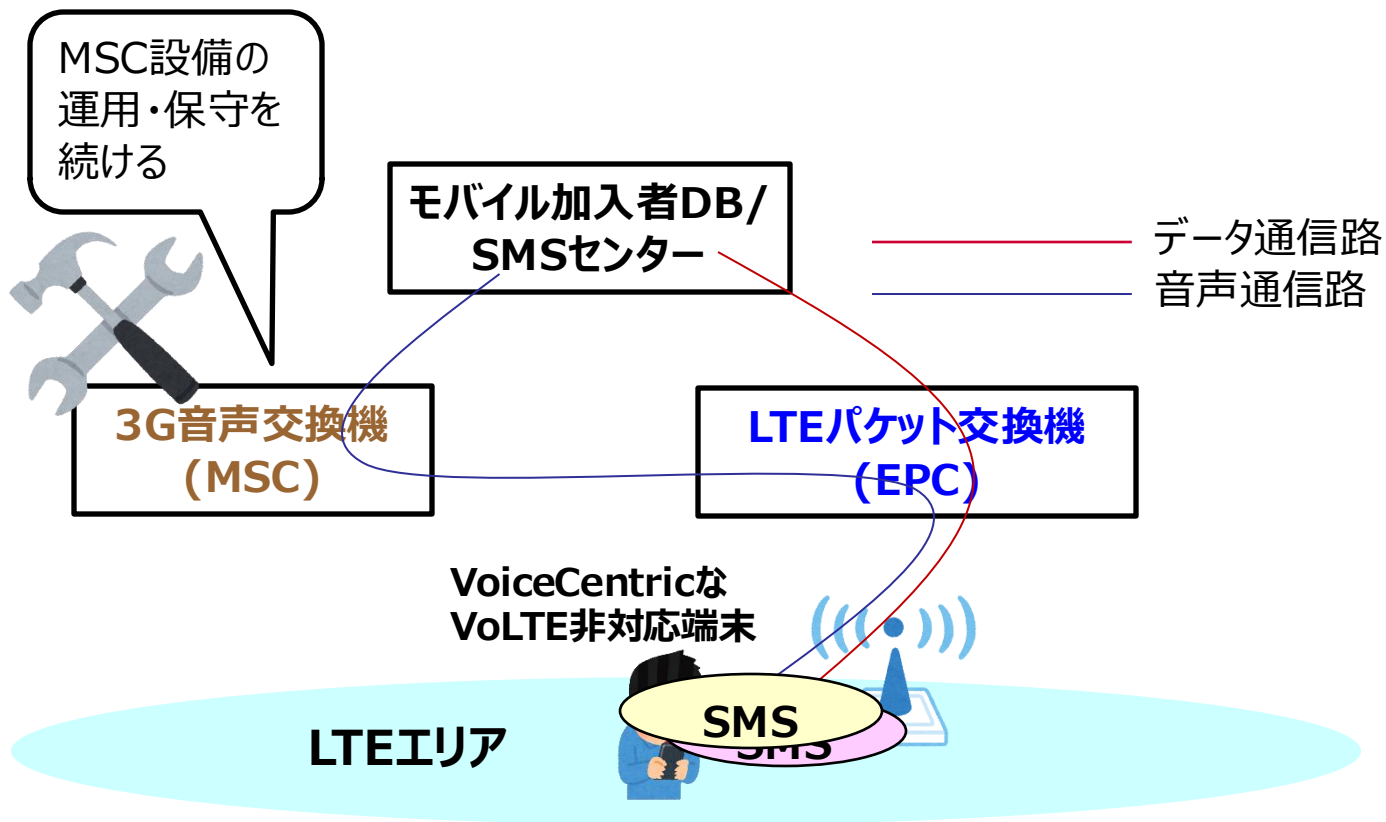 MSC設備の
運用・保守を
続ける
モバイル加入者DB/
SMSセンター
データ通信路
音声通信路
3G音声交換機
(MSC)
LTEパケット交換機
(EPC)
VoiceCentricな
VoLTE非対応端末
SMS
SMS
LTEエリア